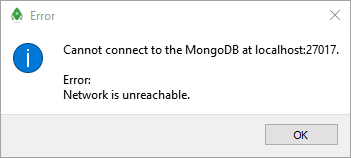 Error
Cannot connect to the MongoDB at localhost:27017.
Error:
Network is unreachable.
OK